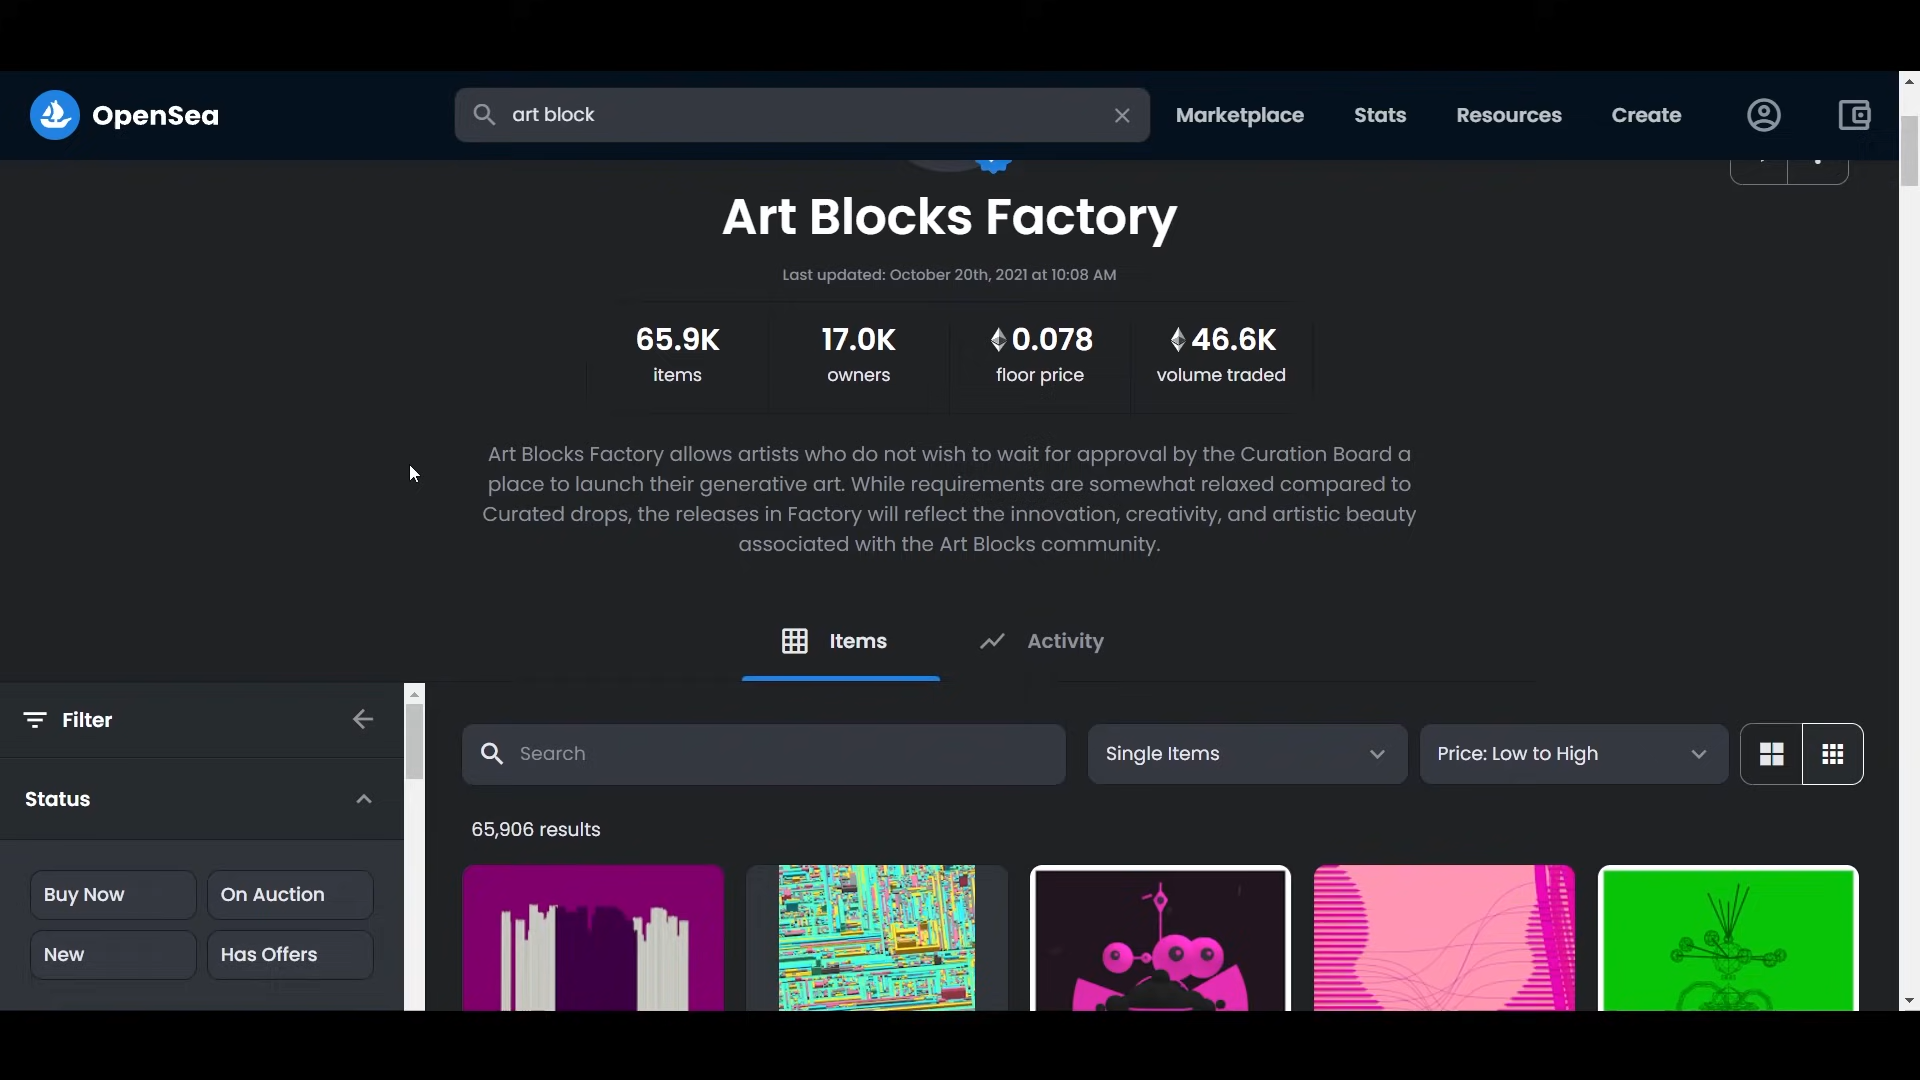 OpenSea
art block
Marketplace
Stats
Resources
Create
Art Blocks Factory
Last updated: October 20th, 2021 at 10:08 AM
65.9K
items
17.0K
owners
0.078
floor price
46.6K
volume traded
Art Blocks Factory allows artists who do not wish to wait for approval by the Curation Board a
place to launch their generative art. While requirements are somewhat relaxed compared to
Curated drops, the releases in Factory will reflect the innovation, creativity, and artistic beauty
associated with the Art Blocks community.
Items
Activity
Filter
Search
Single Items
Price: Low to High
Status
65,906 results
Buy Now
On Auction
New
Has Offers